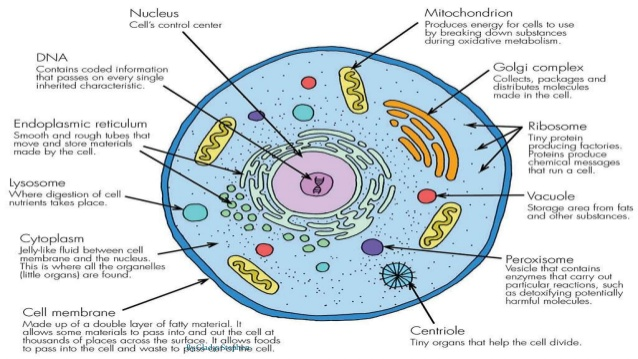 Nucleus
Cell's control center
DNA
Contains coded information
that passes on every single
inherited characteristic.
Endoplasmic reticulum
Smooth and rough tubes that
move and store materials
made by the cell.
Lysosome
Where digestion of cell
nutrients takes place.
Cytoplasm
Jelly-like fluid between cell
membrane and the nucleus.
This is where all the organelles
(little organs) are found.
Cell membrane
Made up of a double layer of fatty material. It
allows some materials to pass into and out the cell at
thousands of places across the surface. It allows foods
to pass into the cell and waste to pass out of the cell.
Mitochondrion
Produces energy for cells to use
by breaking down substances
during oxidative metabolism.
Golgi complex
Collects, packages and
distributes molecules
made in the cell.
Ribosome
Tiny protein
producing factories.
Proteins produce
chemical messages
that run a cell.
Vacuole
Storage area from fats
and other substances.
Peroxisome
Vesicle that contains
enzymes that carry out
particular reactions, such
as detoxifying potentially
harmful molecules.
Centriole
Tiny organs that help the cell divide.